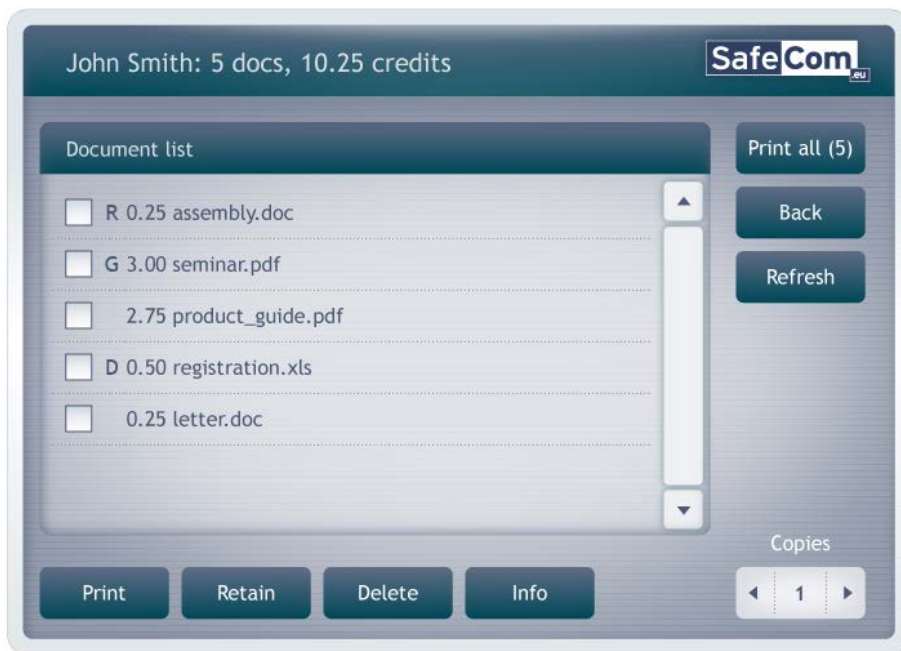 John Smith: 5 docs, 10.25 credits
SafeCom.eu
Document list
R 0.25 assembly.doc
G 3.00 seminar.pdf
2.75 product_guide.pdf
D 0.50 registration.xls
0.25 letter.doc
Print all (5)
Back
Refresh
Copies
1
Print Retain Delete Info